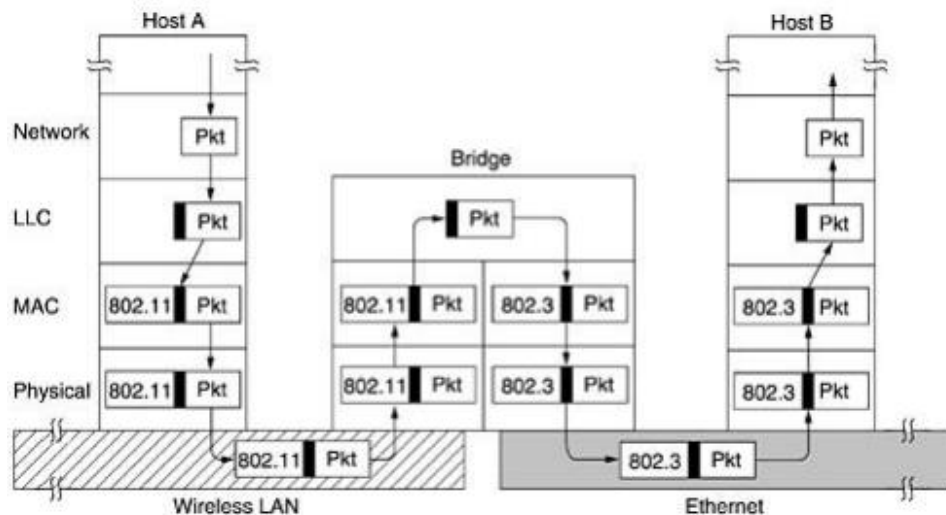 Host A
Host B
Network
Pkt
Pkt
Bridge
LLC
Pkt
Pkt
Pkt
MAC
802.11 Pkt
802.11 Pkt
802.3 Pkt
802.3 Pkt
Physical
802.11 Pkt
802.11 Pkt
802.3 Pkt
802.3 Pkt
802.11 Pkt
802.3 Pkt
Wireless LAN
Ethernet